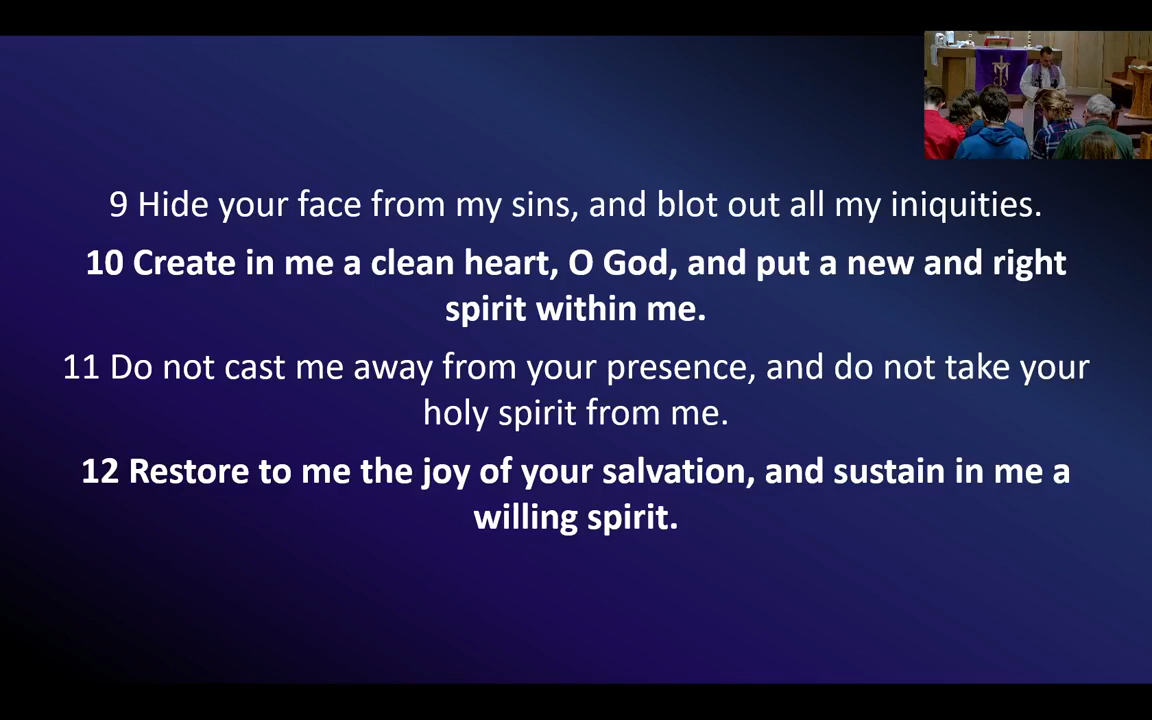 9 Hide your face from my sins, and blot out all my iniquities.
10 Create in me a clean heart, O God, and put a new and right
spirit within me.
11 Do not cast me away from your presence, and do not take your
holy spirit from me.
12 Restore to me the joy of your salvation, and sustain in me a
willing spirit.